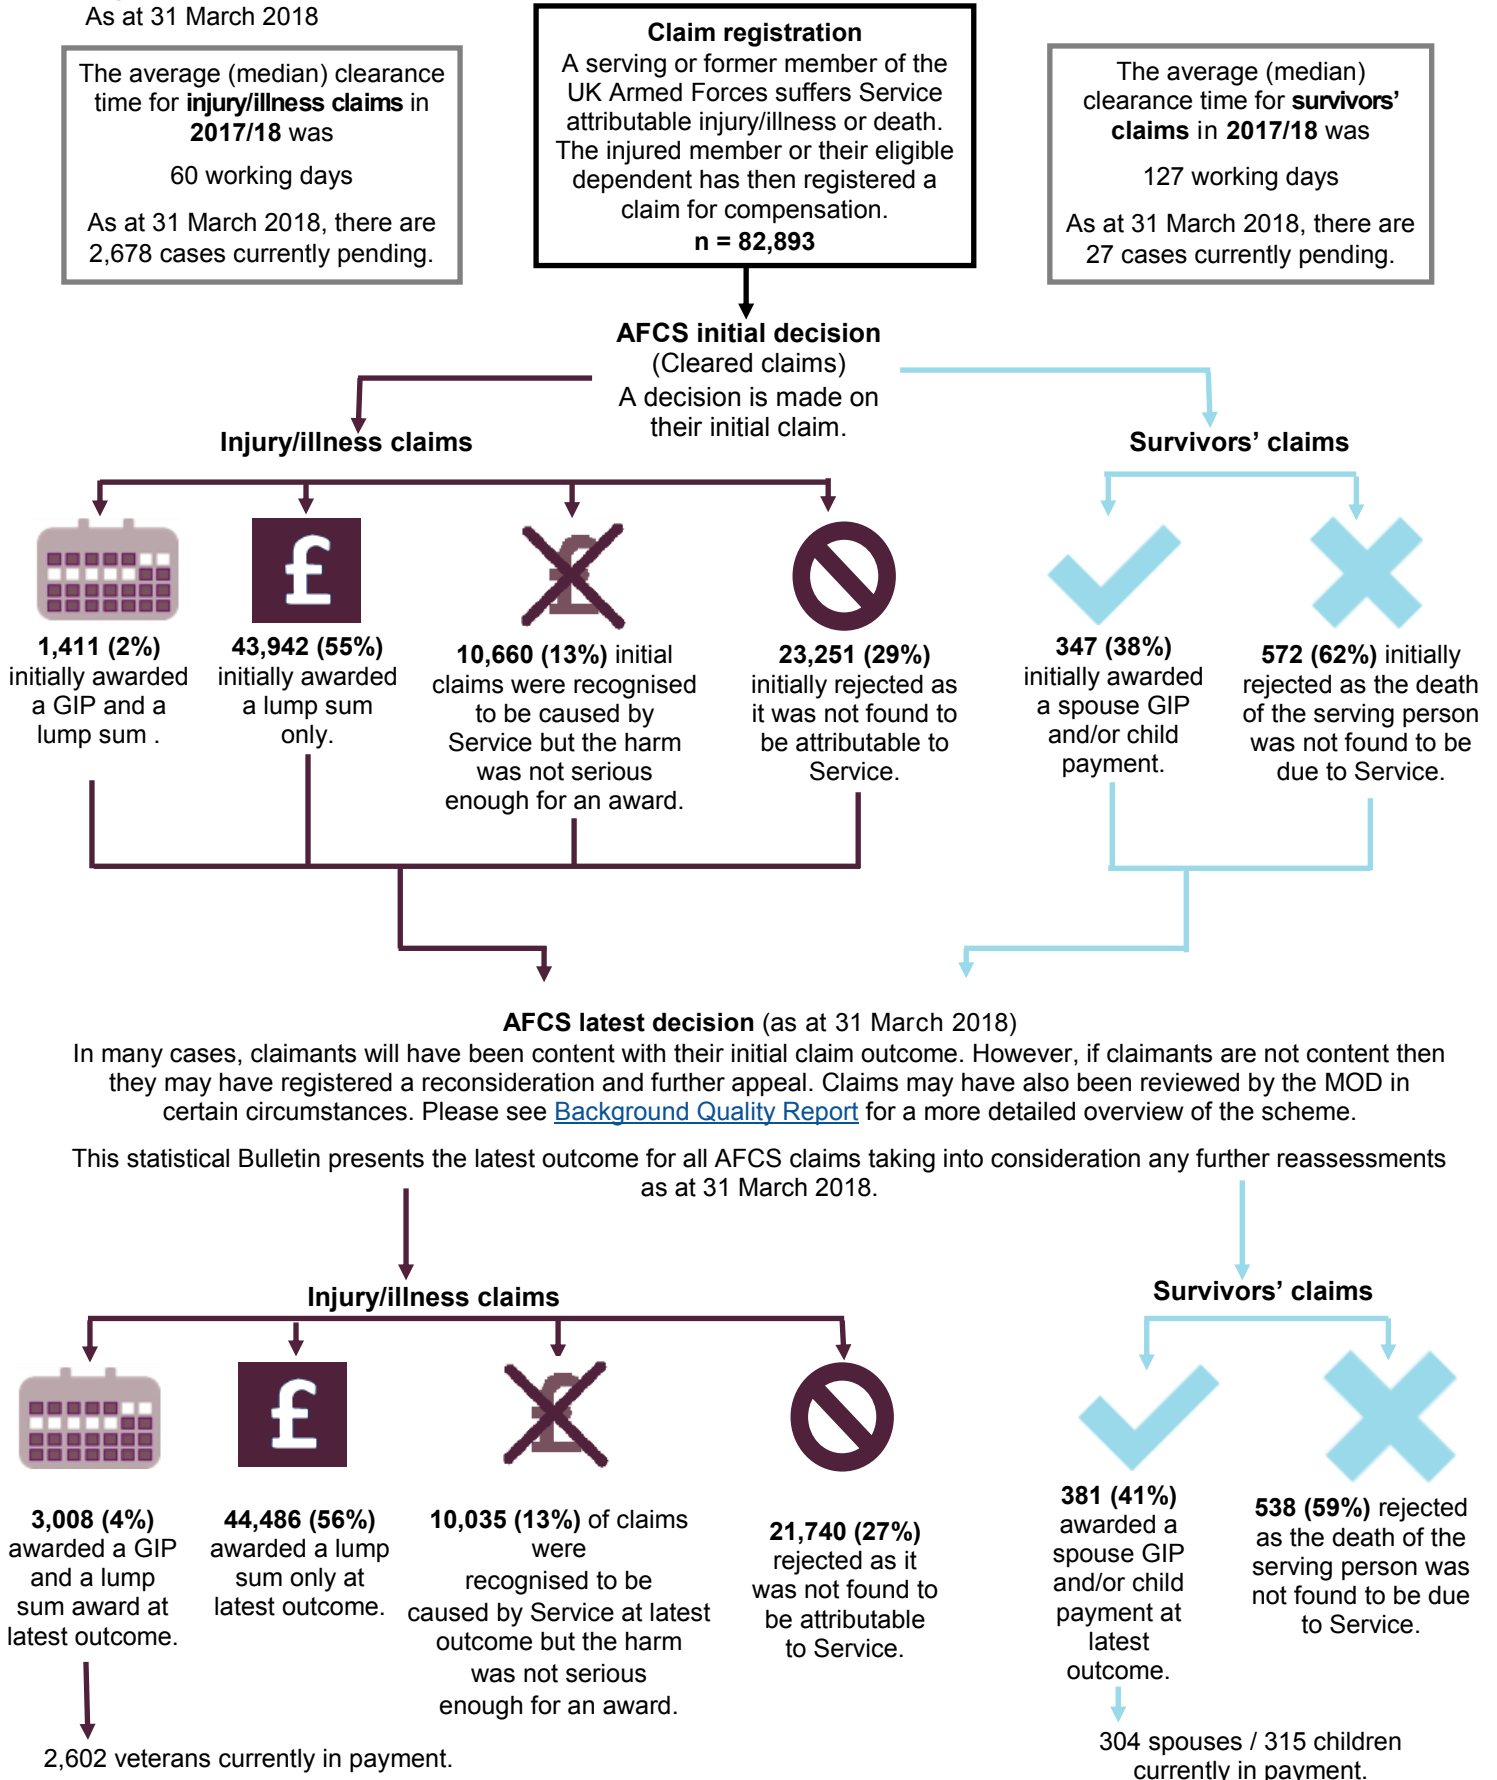 As at 31 March 2018
The average (median) clearance
time for injury/illness claims in
2017/18 was
60 working days
As at 31 March 2018, there are
2,678 cases currently pending.
Claim registration
A serving or former member of the
UK Armed Forces suffers Service
attributable injury/illness or death.
The injured member or their eligible
dependent has then registered a
claim for compensation.
n = 82,893
The average (median)
clearance time for survivors'
claims in 2017/18 was
127 working days
As at 31 March 2018, there are
27 cases currently pending.
AFCS initial decision
(Cleared claims)
A decision is made on
their initial claim.
Injury/illness claims
Survivors' claims
£
£
1,411 (2%)
initially awarded
a GIP and a
lump sum .
43,942 (55%)
initially awarded
a lump sum
only.
10,660 (13%) initial
claims were recognised
to be caused by
Service but the harm
was not serious
enough for an award.
23,251 (29%)
initially rejected as
it was not found to
be attributable to
Service.
347 (38%)
initially awarded
a spouse GIP
and/or child
payment.
572 (62%) initially
rejected as the death
of the serving person
was not found to be
due to Service.
AFCS latest decision (as at 31 March 2018)
In many cases, claimants will have been content with their initial claim outcome. However, if claimants are not content then
they may have registered a reconsideration and further appeal. Claims may have also been reviewed by the MOD in
certain circumstances. Please see Background Quality Report for a more detailed overview of the scheme.
This statistical Bulletin presents the latest outcome for all AFCS claims taking into consideration any further reassessments
as at 31 March 2018.
Injury/illness claims
Survivors' claims
£
£
3,008 (4%)
awarded a GIP
and a lump
sum award at
latest outcome.
44,486 (56%)
awarded a lump
sum only at
latest outcome.
10,035 (13%) of claims
were
recognised to be
caused by Service at latest
outcome but the harm
was not serious
enough for an award.
21,740 (27%)
rejected as it
was not found to
be attributable
to Service.
381 (41%)
awarded a
spouse GIP
and/or child
payment at
latest
outcome.
538 (59%) rejected
as the death of the
serving person was
not found to be due
to Service.
2,602 veterans currently in payment.
304 spouses / 315 children
currently in payment.